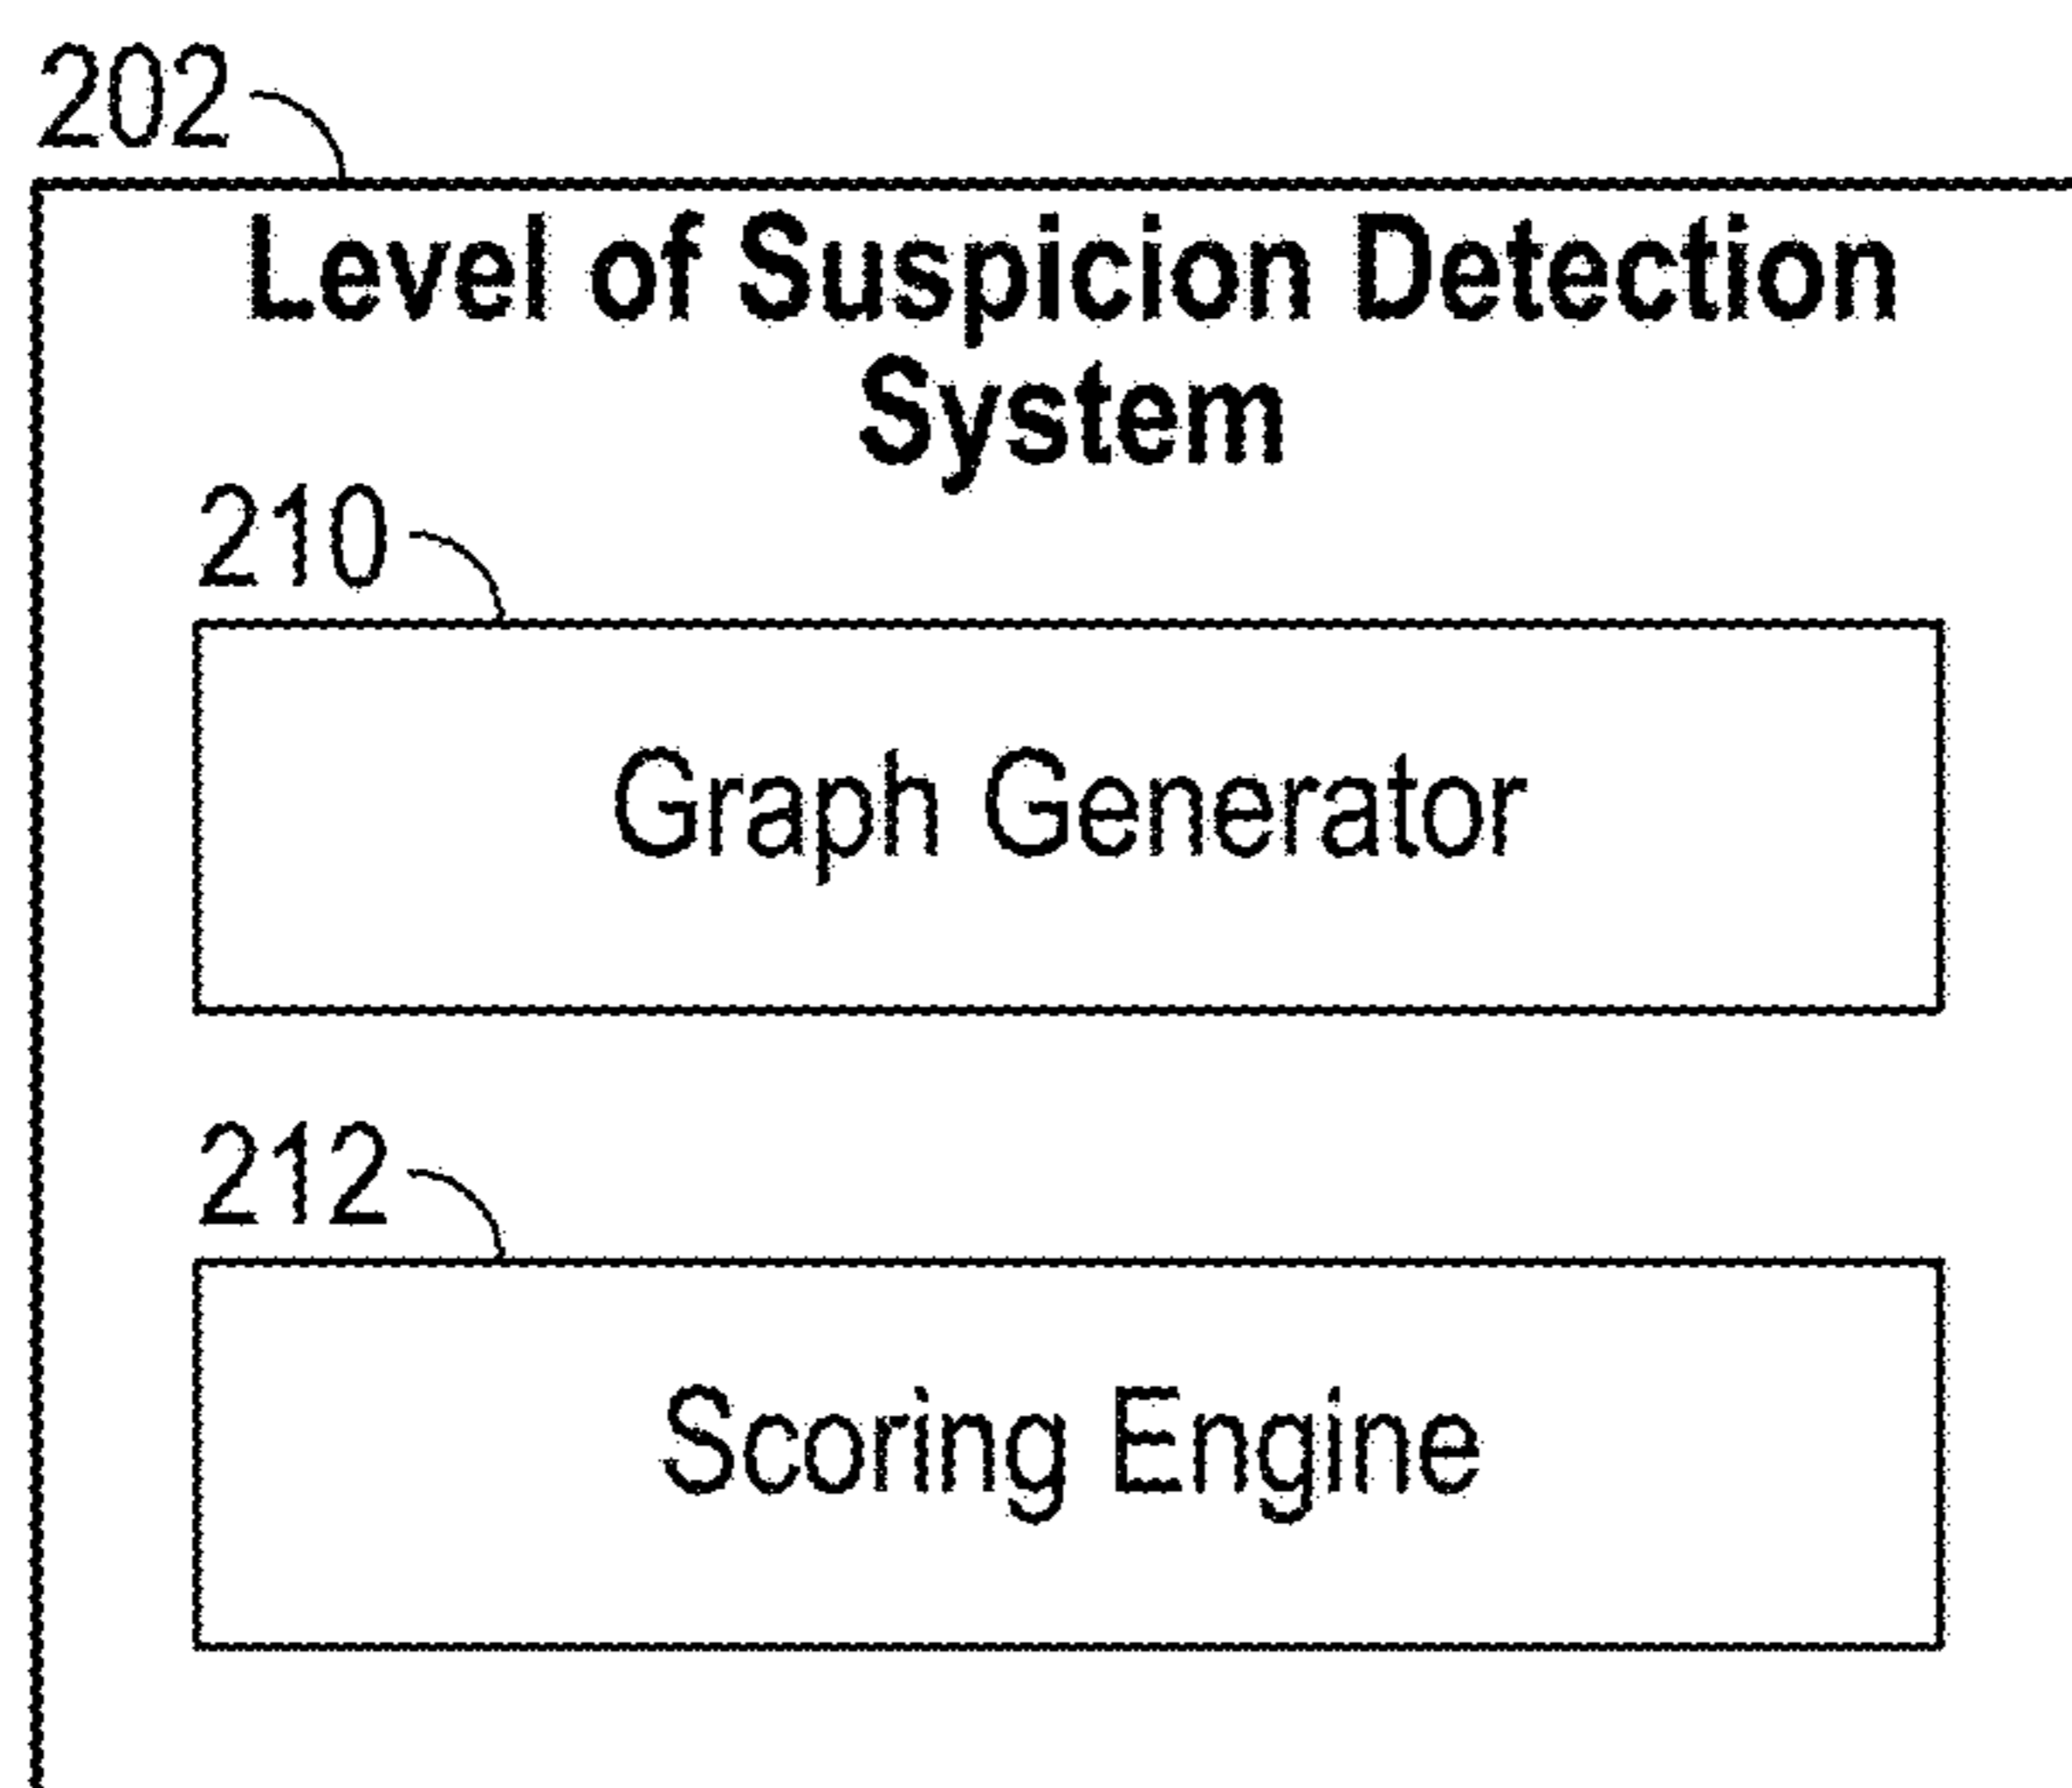 202
Level of Suspicion Detection
System
210
Graph Generator
212
Scoring Engine